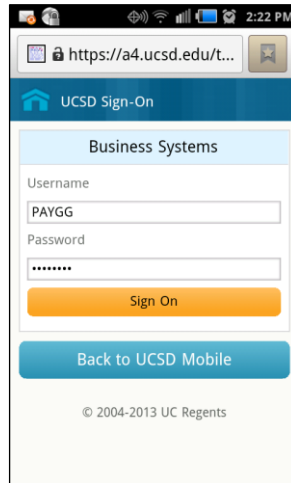 2:22 PM
https://a4.ucsd.edu/t...
UCSD Sign-On
Business Systems
Username
PAYGG
Password
••••••••
Sign On
Back to UCSD Mobile
© 2004-2013 UC Regents